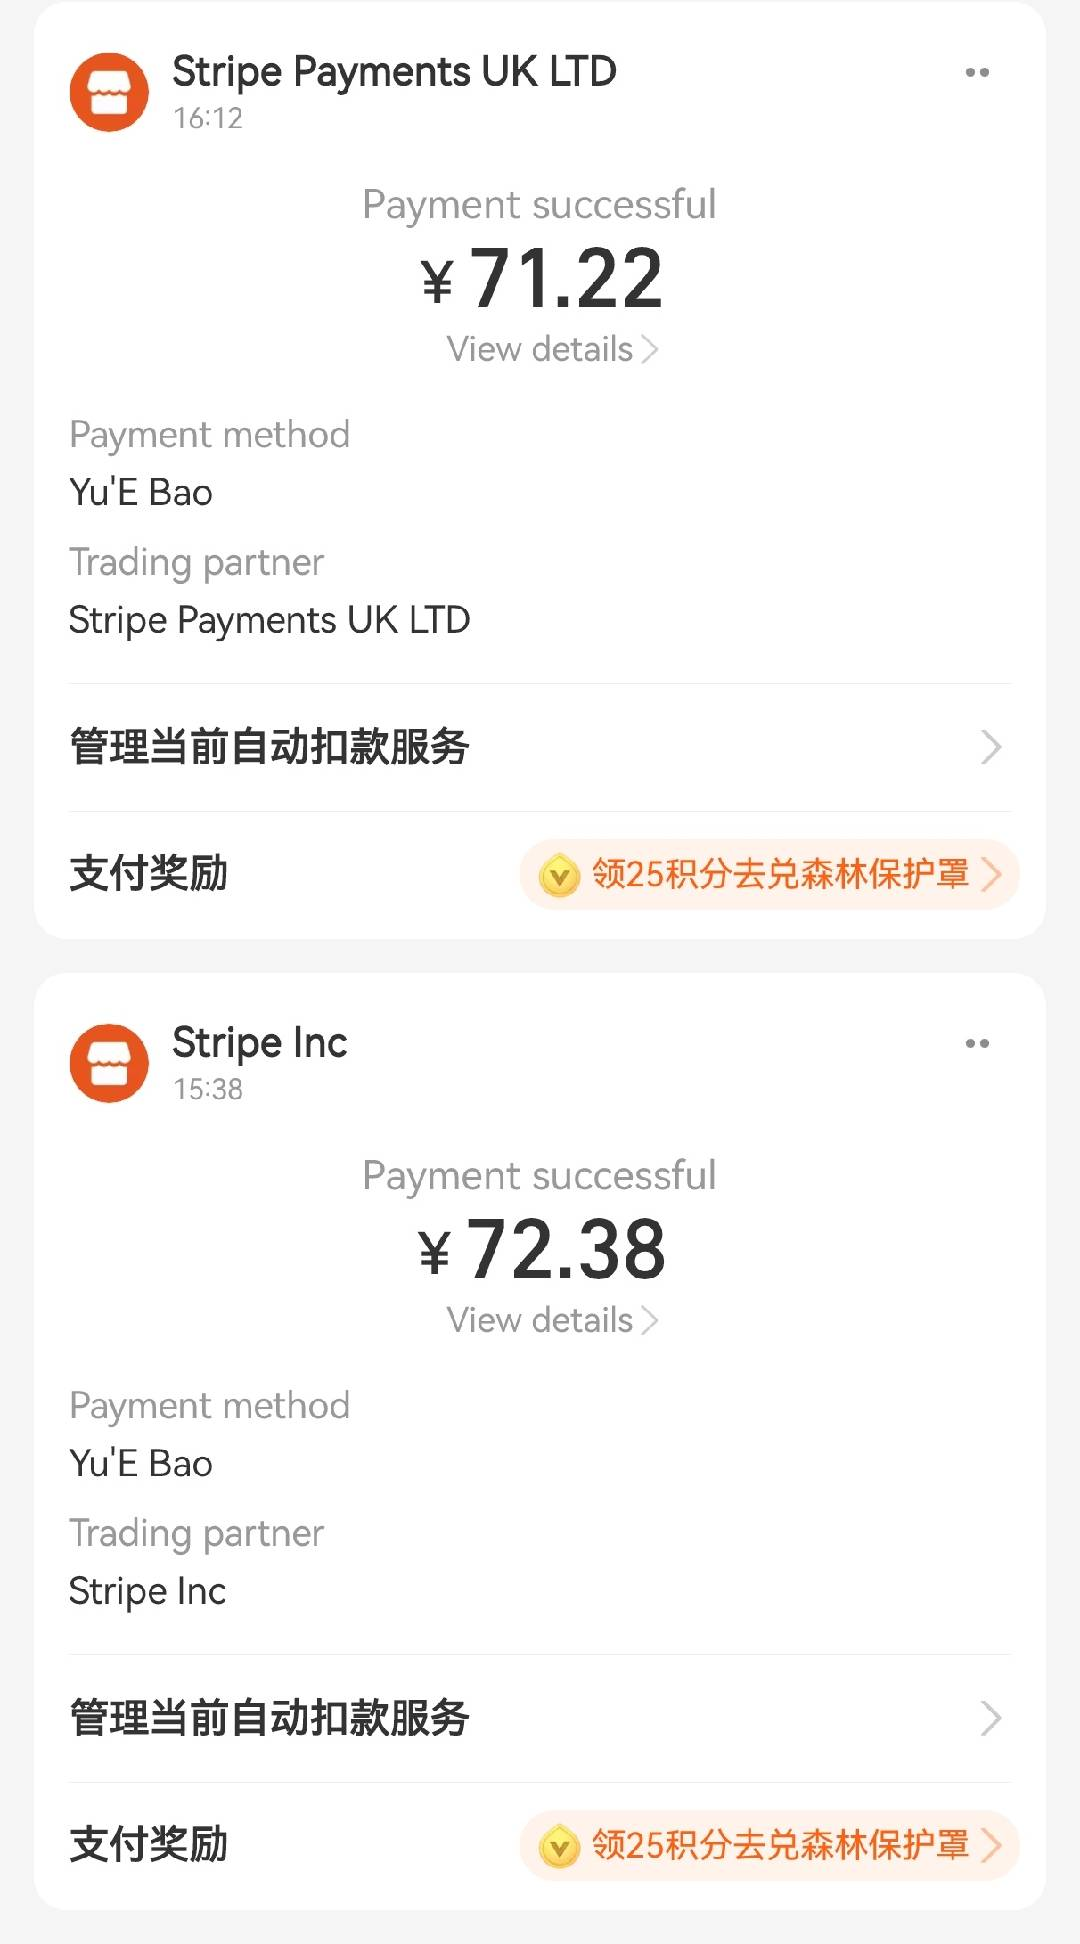 Stripe Payments UK LTD
16:12
Payment successful
¥71.22
View details
Payment method
Yu'E Bao
Trading partner
Stripe Payments UK LTD
管理当前自动扣款服务
支付奖励
领25积分去兑森林保护罩
Stripe Inc
15:38
Payment successful
¥72.38
View details
Payment method
Yu'E Bao
Trading partner
Stripe Inc
管理当前自动扣款服务
支付奖励
领25积分去兑森林保护罩